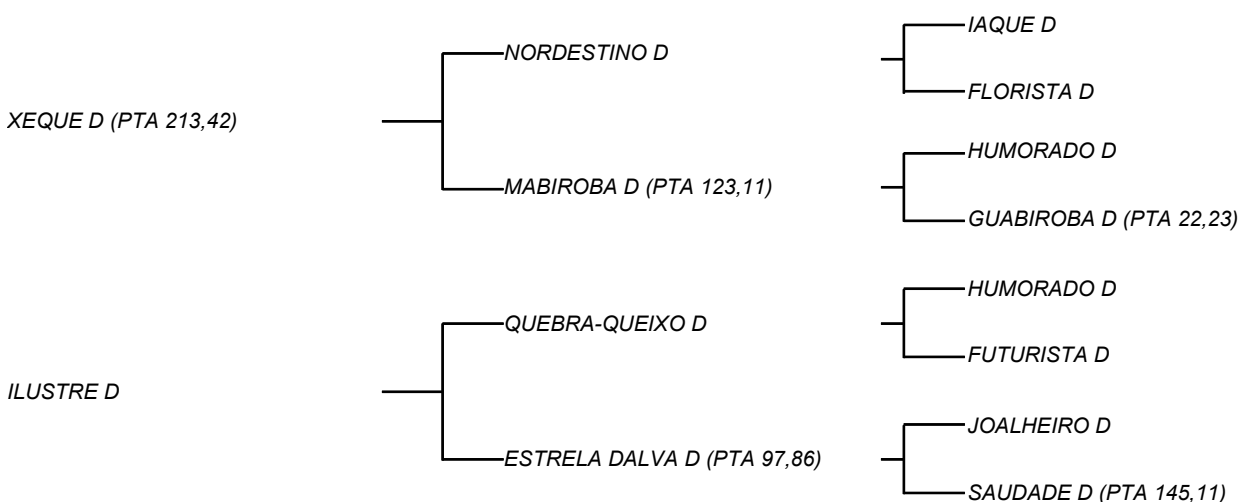 IAQUE D
NORDESTINO D
FLORISTA D
XEQUE D (PTA 213,42)
HUMORADO D
MABIROBA D (PTA 123,11)
GUABIROBA D (PTA 22,23)
HUMORADO D
QUEBRA-QUEIXO D
FUTURISTA D
ILUSTRE D
JOALHEIRO D
ESTRELA DALVA D (PTA 97,86)
SAUDADE D (PTA 145,11)